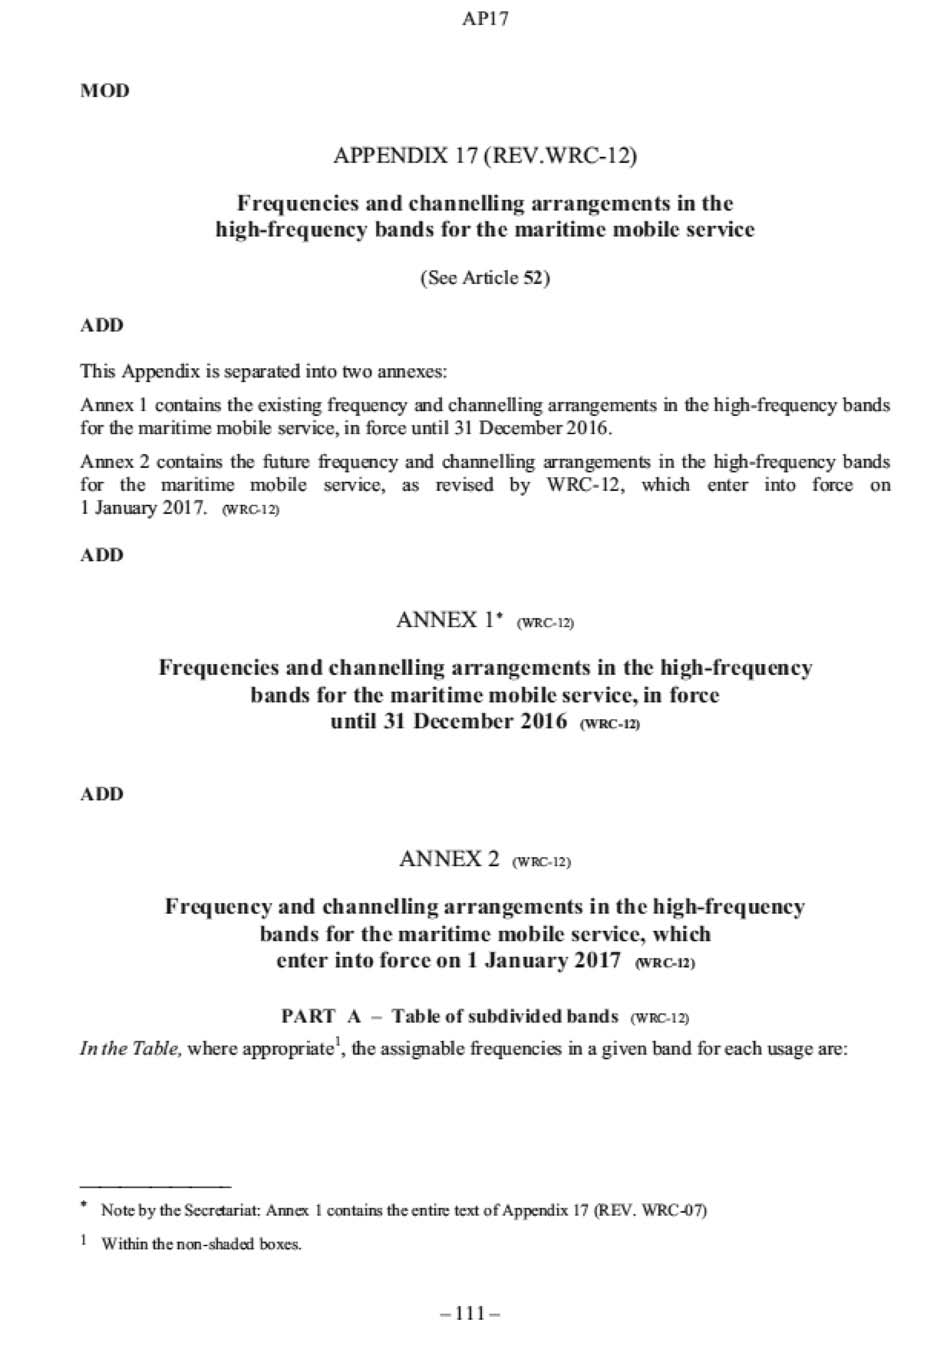 AP17
MOD
APPENDIX 17 (REV.WRC-12)
Frequencies and channelling arrangements in the
high-frequency bands for the maritime mobile service
(See Article 52)
ADD
This Appendix is separated into two annexes:
Annex 1 contains the existing frequency and channelling arrangements in the high-frequency bands
for the maritime mobile service, in force until 31 December 2016.
Annex 2 contains the future frequency and channelling arrangements in the high-frequency bands
for the maritime mobile service, as revised by WRC-12, which enter into force on
1 January 2017. (WRC-12)
ADD
ANNEX 1* (WRC-12)
Frequencies and channelling arrangements in the high-frequency
bands for the maritime mobile service, in force
until 31 December 2016 (WRC-12)
ADD
ANNEX 2 (WRC-12)
Frequency and channelling arrangements in the high-frequency
bands for the maritime mobile service, which
enter into force on 1 January 2017 (WRC-12)
PART A – Table of subdivided bands (WRC-12)
In the Table, where appropriate1, the assignable frequencies in a given band for each usage are:
* Note by the Secretariat: Annex 1 contains the entire text of Appendix 17 (REV. WRC-07)
1 Within the non-shaded boxes.
– 111 –